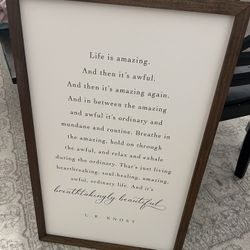 Life is amazing.
And then it's awful.
And then it's amazing again.
And in between the amazing
and awful it's ordinary and
mundane and routine. Breathe in
the amazing, hold on through
the awful, and relax and exhale
during the ordinary. That's just living
heartbreaking, soul-healing, amazing,
awful, ordinary life. And it's
breathtakingly beautiful.
L. R. KNOST